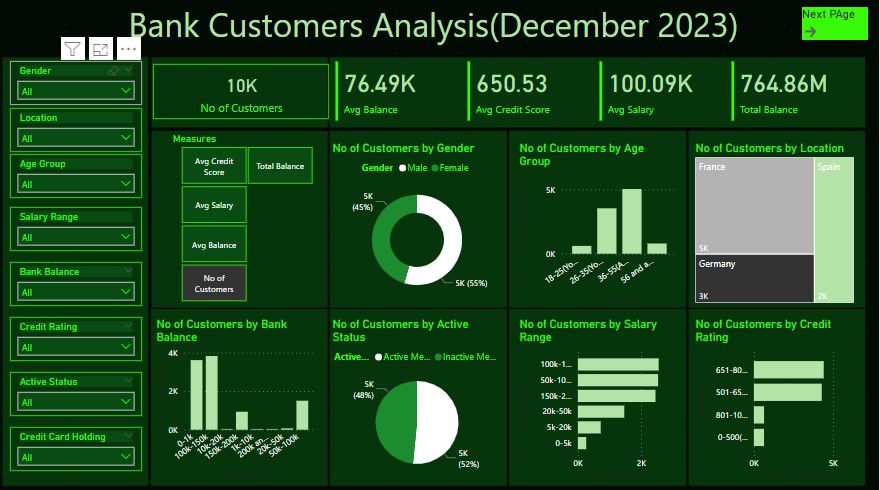 Bank Customers Analysis(December 2023)
Next PAge
Gender
All
Location
All
Age Group
All
Salary Range
All
Bank Balance
All
Credit Rating
All
Active Status
All
Credit Card Holding
All
10K
No of Customers
76.49K
Avg Balance
650.53
Avg Credit Score
100.09K
Avg Salary
764.86M
Total Balance
Measures
Avg Credit
Score
Total Balance
Avg Salary
Avg Balance
No of
Customers
No of Customers by Gender
Gender Male Female
5K
(45%)
5K (55%)
No of Customers by Age
Group
5K
0K
18-25(Yo...
26-35(Yo...
36-55(A...
56 and a...
No of Customers by Location
France
5K
Germany
3K
Spain
2K
No of Customers by Bank
Balance
4K
2K
0K
0-1k
100k-150k
10k-20k
150k-200k
1k-10k
200k an...
20k-50k
50k-100k
No of Customers by Active
Status
Active... Active Me... Inactive Me...
5K
(48%)
5K
(52%)
No of Customers by Salary
Range
100k-1...
50k-10...
150k-2...
20k-50k
5k-20k
0-5k
0K
2K
No of Customers by Credit
Rating
651-80...
501-65...
801-10...
0-500(...
0K
5K